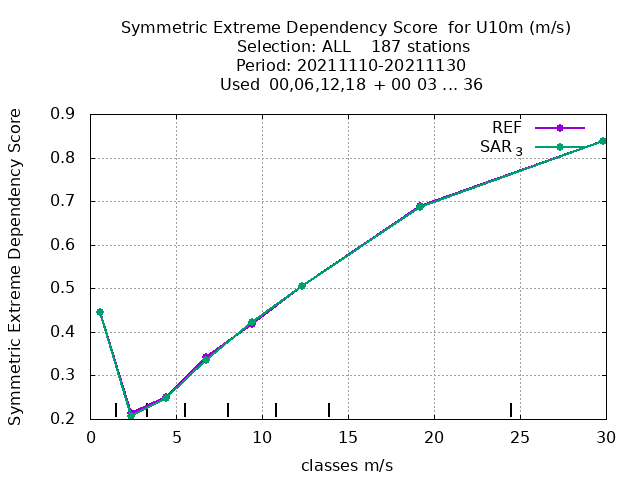 Symmetric Extreme Dependency Score  for U10m (m/s)
Selection: ALL    187 stations
Period: 20211110-20211130
Used  00,06,12,18  + 00 03 ... 36
Symmetric Extreme Dependency Score
0.9
0.8
0.7
0.6
0.5
0.4
0.3
0.2
REF
SAR 3
0 5 10 15 20 25 30
classes m/s